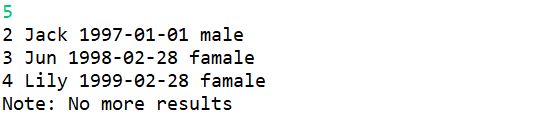 5
2 Jack 1997-01-01 male
3 Jun 1998-02-28 famale
4 Lily 1999-02-28 famale
Note: No more results